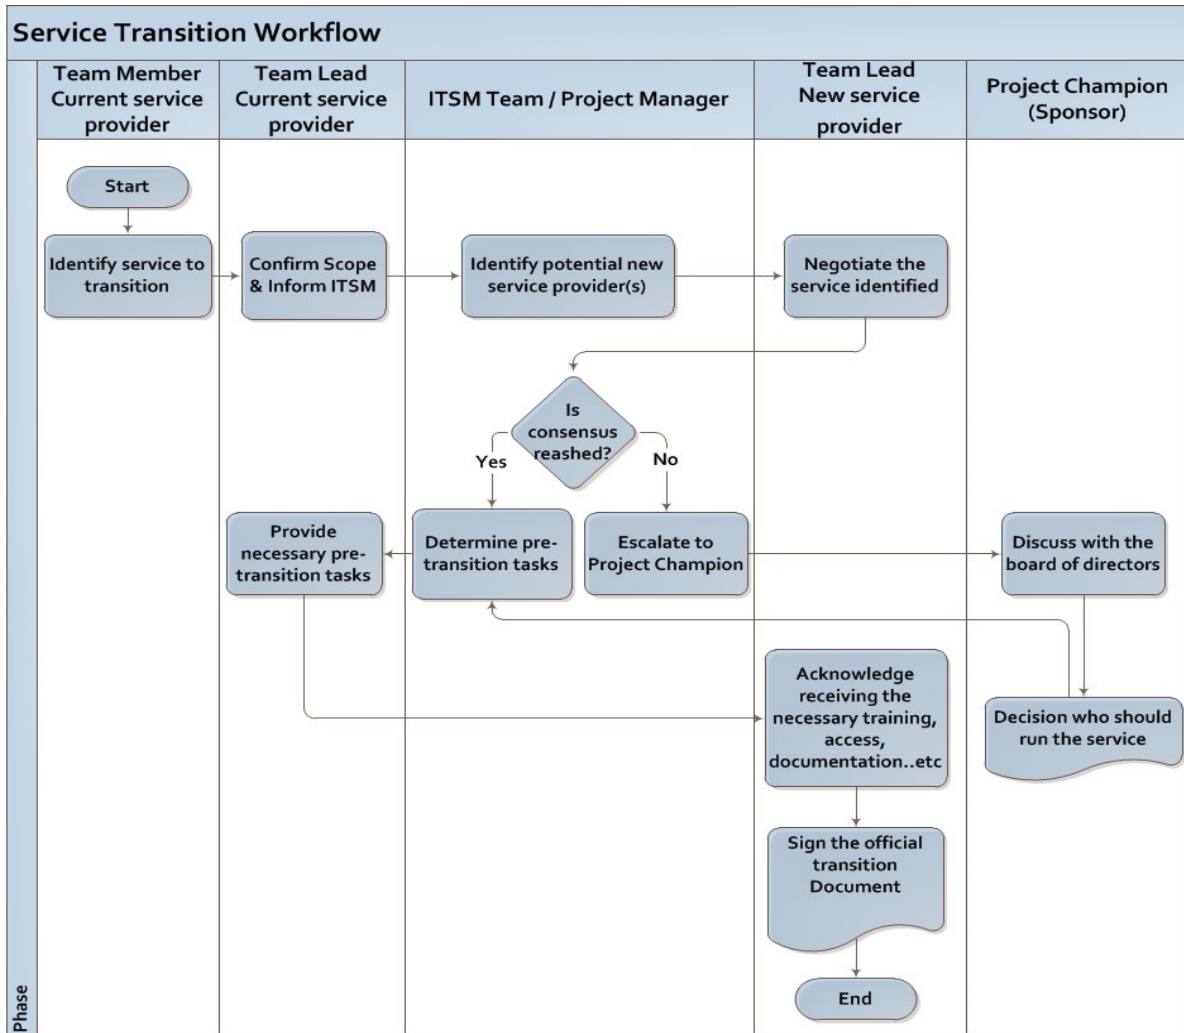 Service Transition Workflow
Team Member
Current service
provider
Team Lead
Current service
provider
ITSM Team / Project Manager
Team Lead
New service
provider
Project Champion
(Sponsor)
Start
Identify service to
transition
Confirm Scope
& Inform ITSM
Identify potential new
service provider(s)
Negotiate the
service identified
Is
consensus
reashed?
Yes
No
Provide
necessary pre-
transition tasks
Determine pre-
transition tasks
Escalate to
Project Champion
Discuss with the
board of directors
Acknowledge
receiving the
necessary training,
access,
documentation..etc
Decision who should
run the service
Sign the official
transition
Document
End
Phase